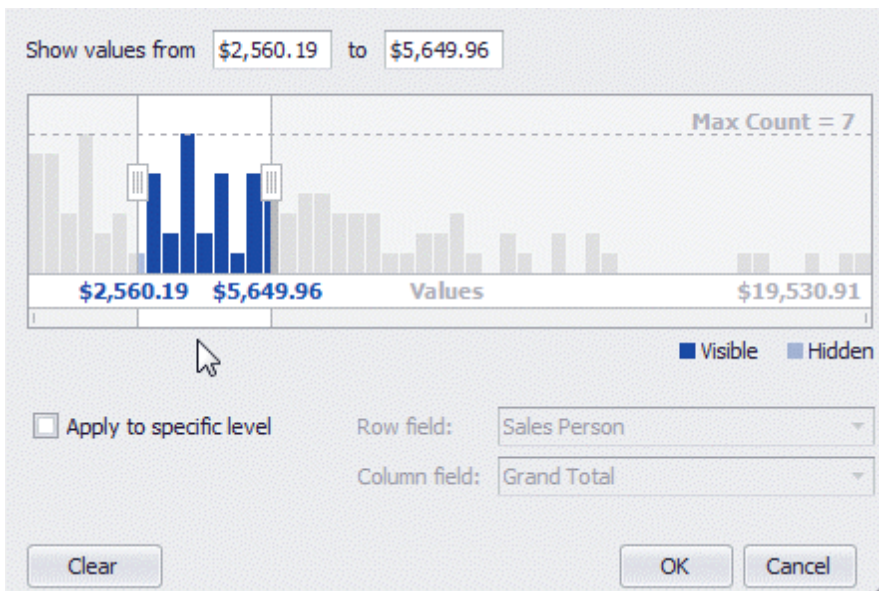 Show values from $2,560.19 to $5,649.96
Max Count = 7
$2,560.19 $5,649.96 Values $19,530.91
Visible Hidden
Apply to specific level Row field: Sales Person
Column field: Grand Total
Clear OK Cancel